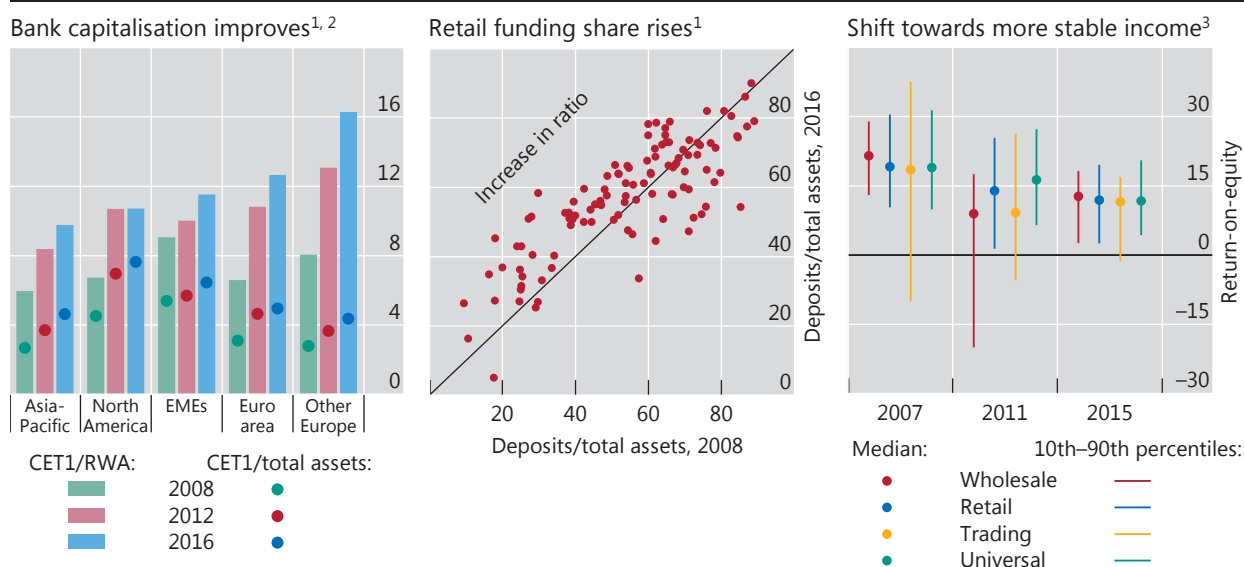 Bank capitalisation improves1, 2
16
12
8
4
0
Asia-
Pacific
North
America
EMEs
Euro
area
Other
Europe
CET1/RWA:
CET1/total assets:
2008
2012
2016
Retail funding share rises1
Increase in ratio
80
60
40
20
0
Deposits/total assets, 2016
20
40
60
80
Deposits/total assets, 2008
Shift towards more stable income3
30
15
0
–15
–30
Return-on-equity
2007
2011
2015
Median:
10th–90th percentiles:
Wholesale
Retail
Trading
Universal